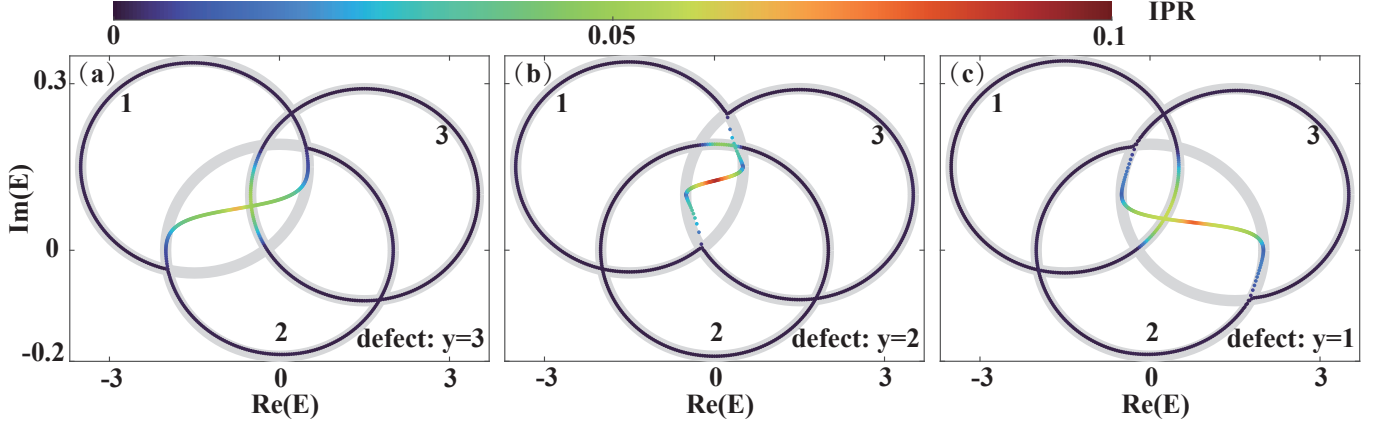 IPR
0 0.05 0.1
(a) (b) (c)
0.3
1 1 1
3 3 3
Im(E)
0
2 defect: y=3 2 defect: y=2 2 defect: y=1
-0.2
-3 0 3 -3 0 3 -3 0 3
Re(E) Re(E) Re(E)